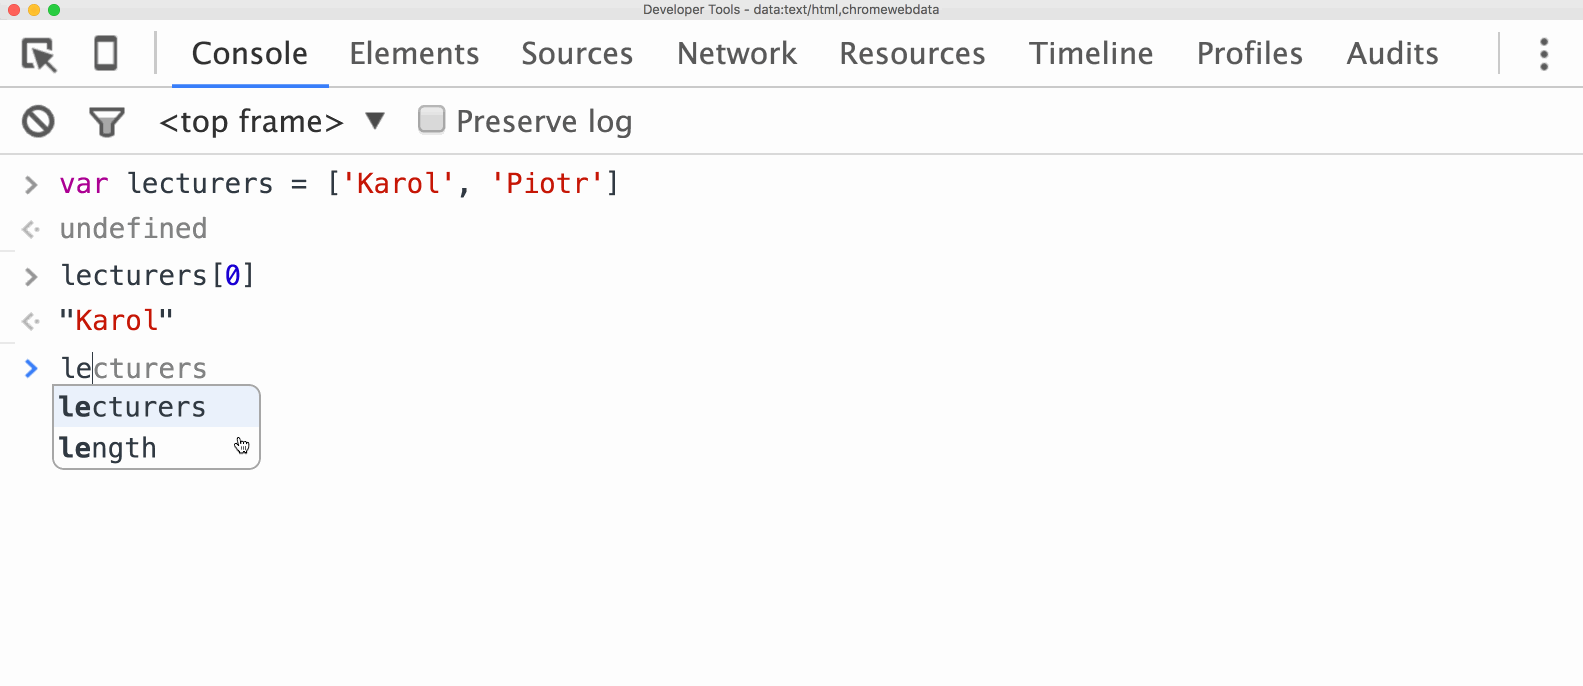 Developer Tools - data:text/html,chromewebdata
Console Elements Sources Network Resources Timeline Profiles Audits
<top frame> ▼ Preserve log
> var lecturers = ['Karol', 'Piotr']
undefined
> lecturers[0]
"Karol"
> lecturers
lecturers
length